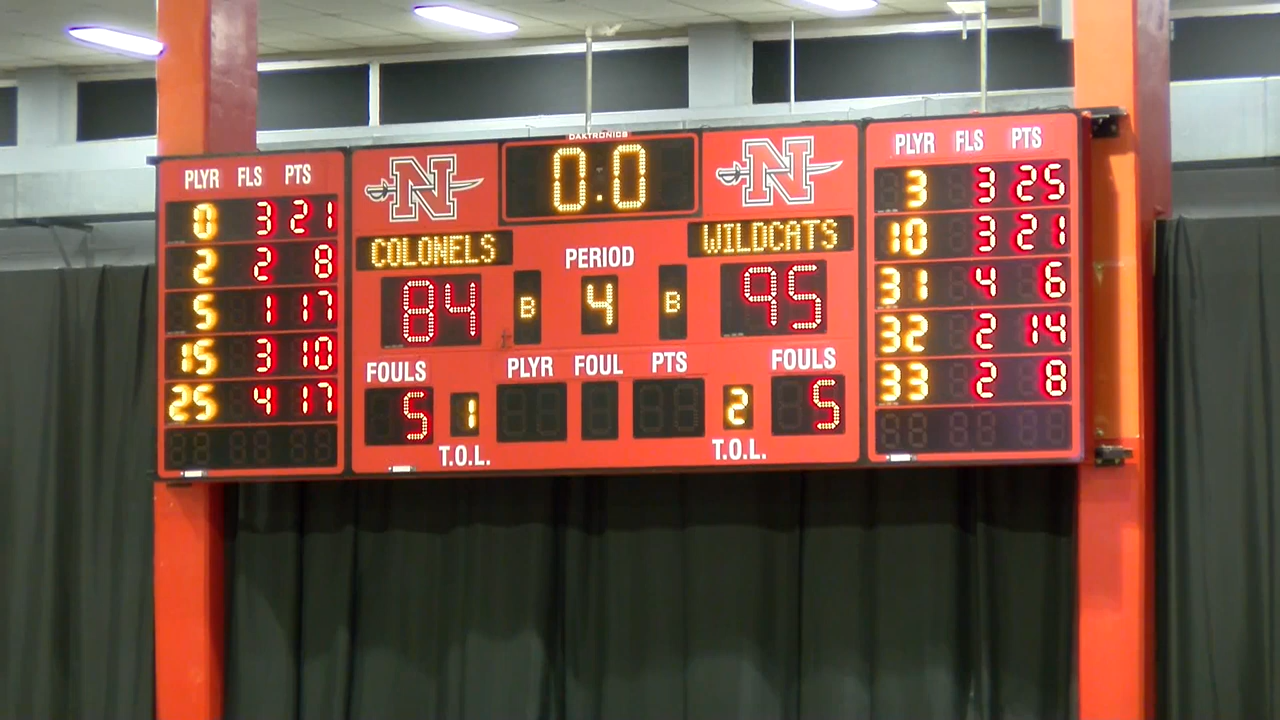 DAKTRONICS
PLYR FLS PTS
0 3 21
2 2 8
5 1 17
15 3 10
25 4 17
N 0:0 N
COLONELS WILDCATS
PERIOD
84 B 4 B 95
FOULS PLYR FOUL PTS FOULS
5 1 2 5
T.O.L. T.O.L.
PLYR FLS PTS
3 3 25
10 3 21
31 4 6
32 2 14
33 2 8